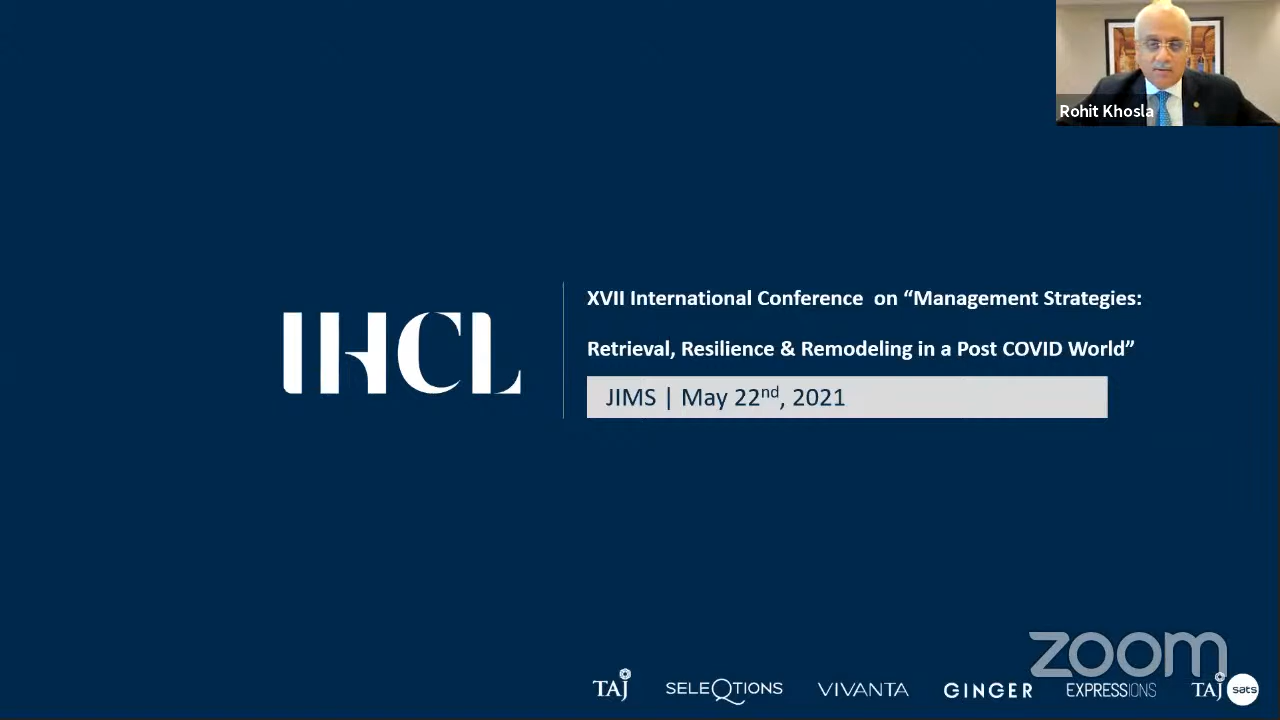 Rohit Khosla
IHCL
XVII International Conference on “Management Strategies:
Retrieval, Resilience & Remodeling in a Post COVID World”
JIMS | May 22nd, 2021
zoom
TAJ SELEQTIONS VIVANTA GINGER EXPRESSIONS TAJ sats